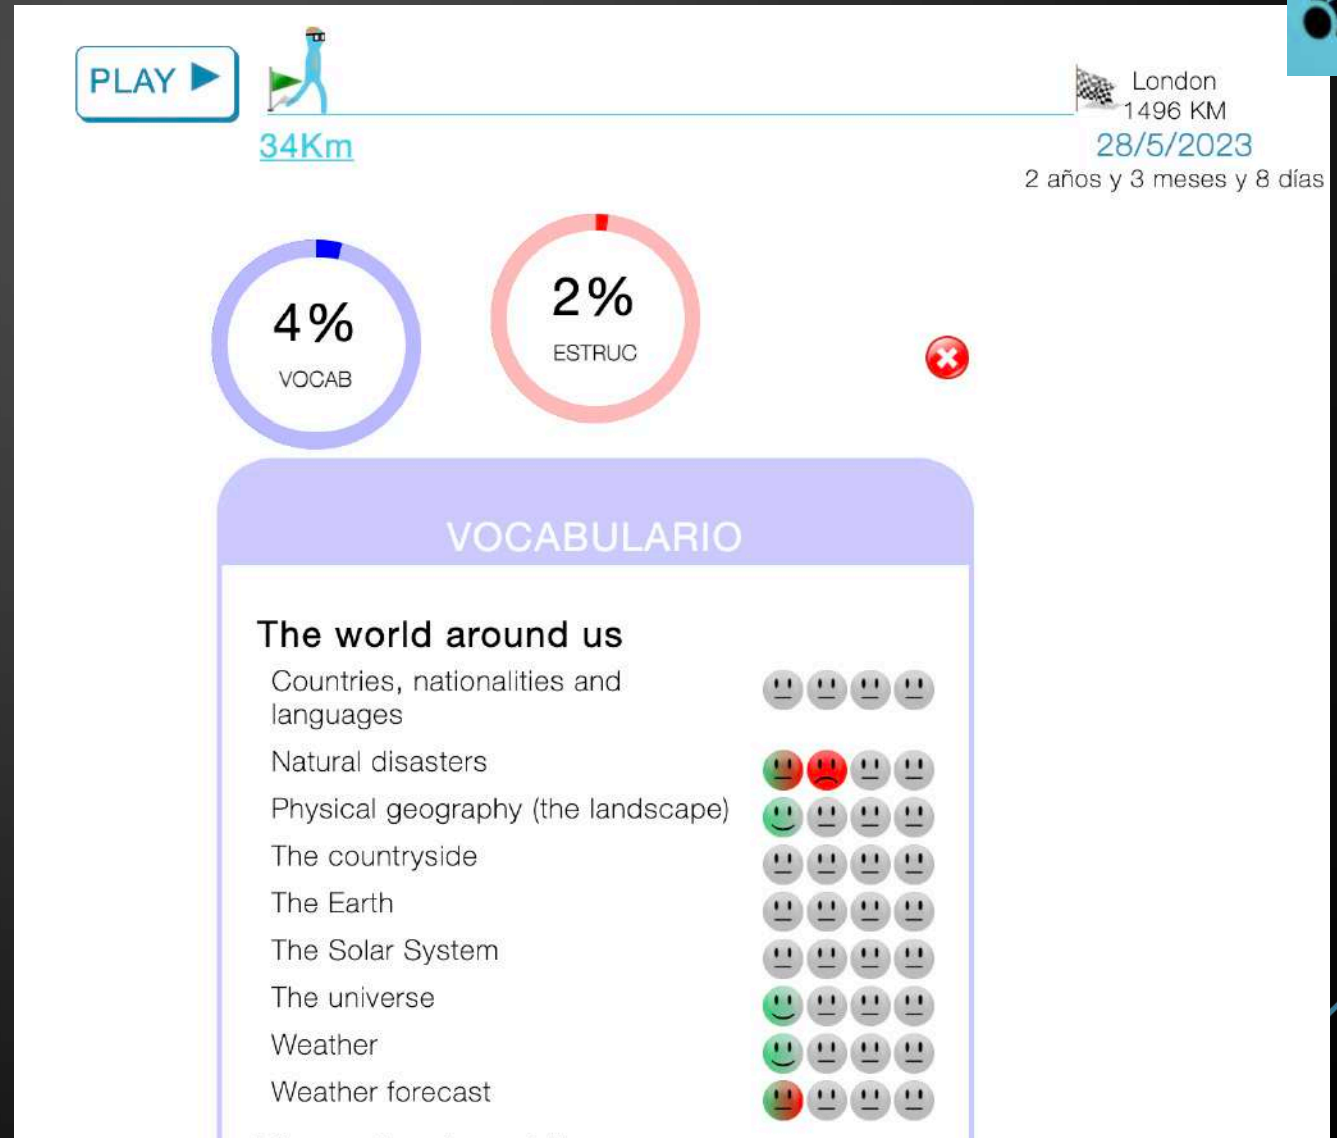 PLAY
London
1496 KM
34Km
28/5/2023
2 años y 3 meses y 8 días
4%
VOCAB
2%
ESTRUC
VOCABULARIO
The world around us
Countries, nationalities and
languages
Natural disasters
Physical geography (the landscape)
The countryside
The Earth
The Solar System
The universe
Weather
Weather forecast